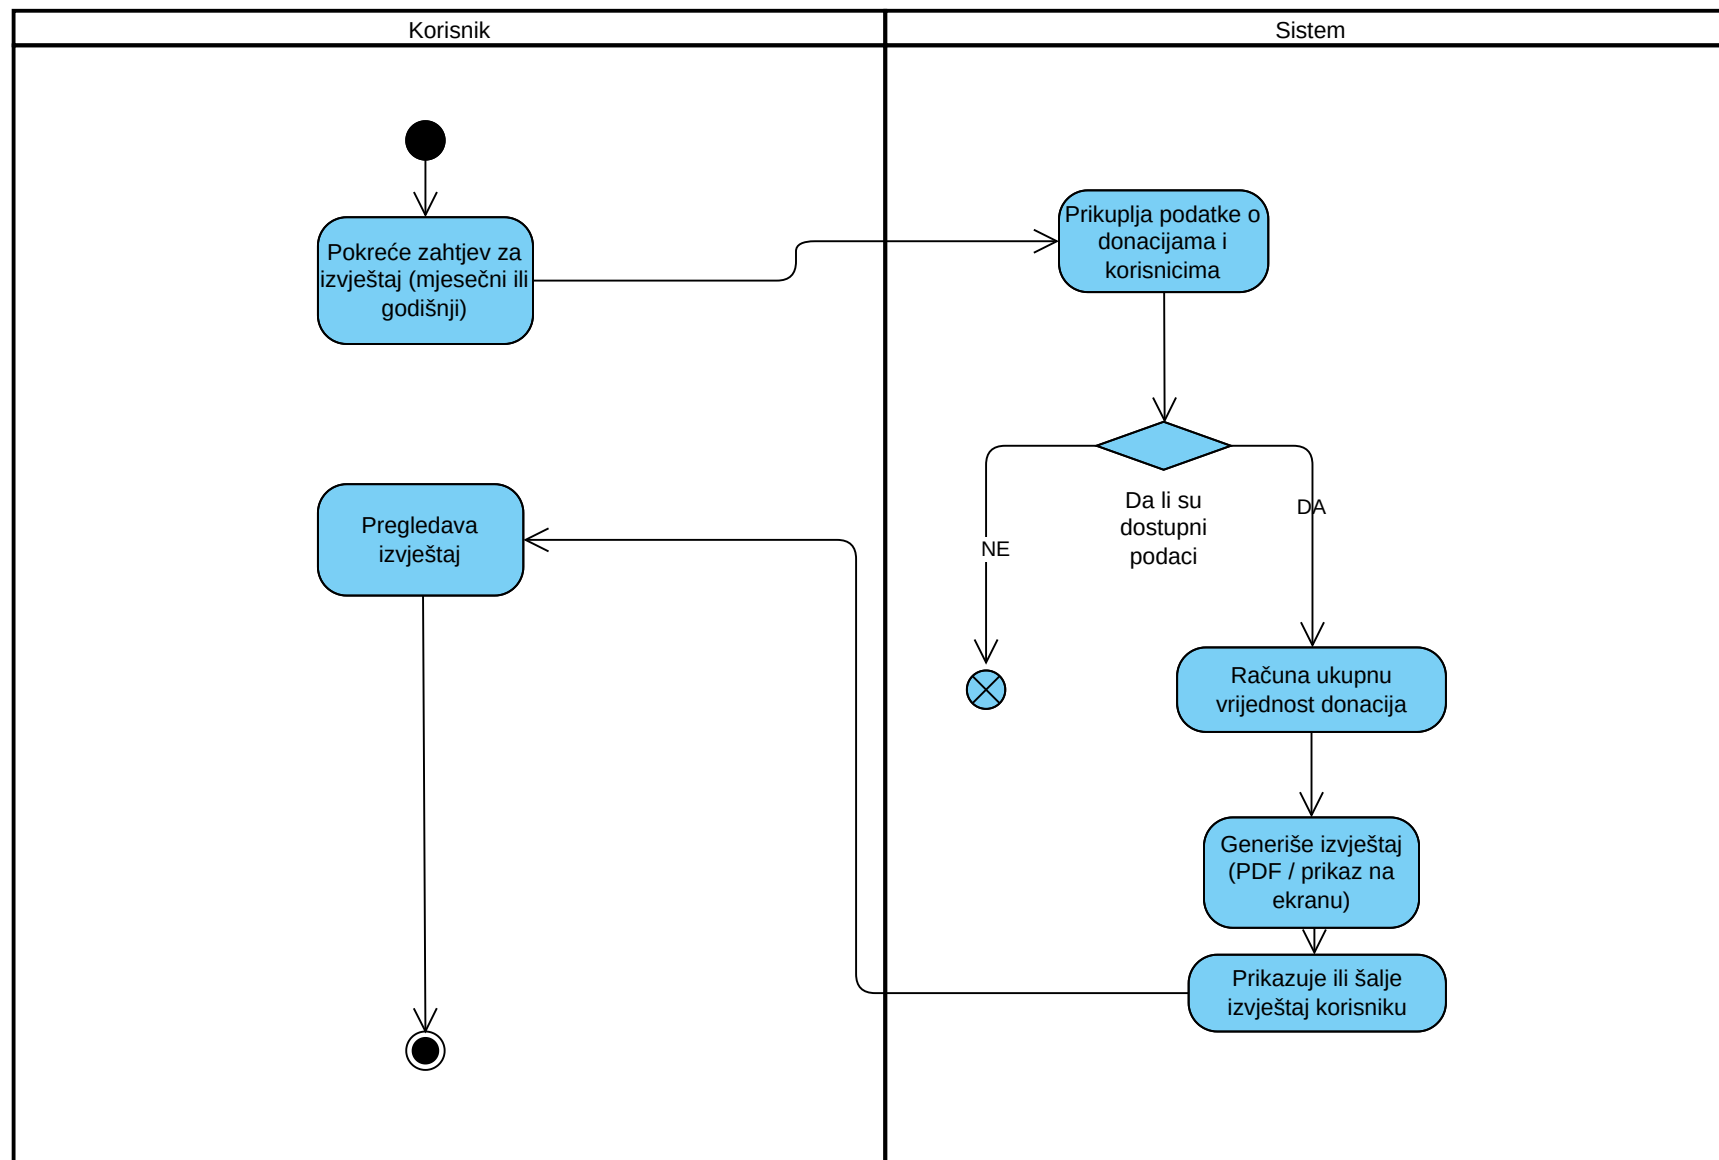 Korisnik
Sistem
Pokreće zahtjev za
izvještaj (mjesečni ili
godišnji)
Prikuplja podatke o
donacijama i
korisnicima
Da li su
dostupni
podaci
NE
DA
Pregledava
izvještaj
Računa ukupnu
vrijednost donacija
Generiše izvještaj
(PDF / prikaz na
ekranu)
Prikazuje ili šalje
izvještaj korisniku